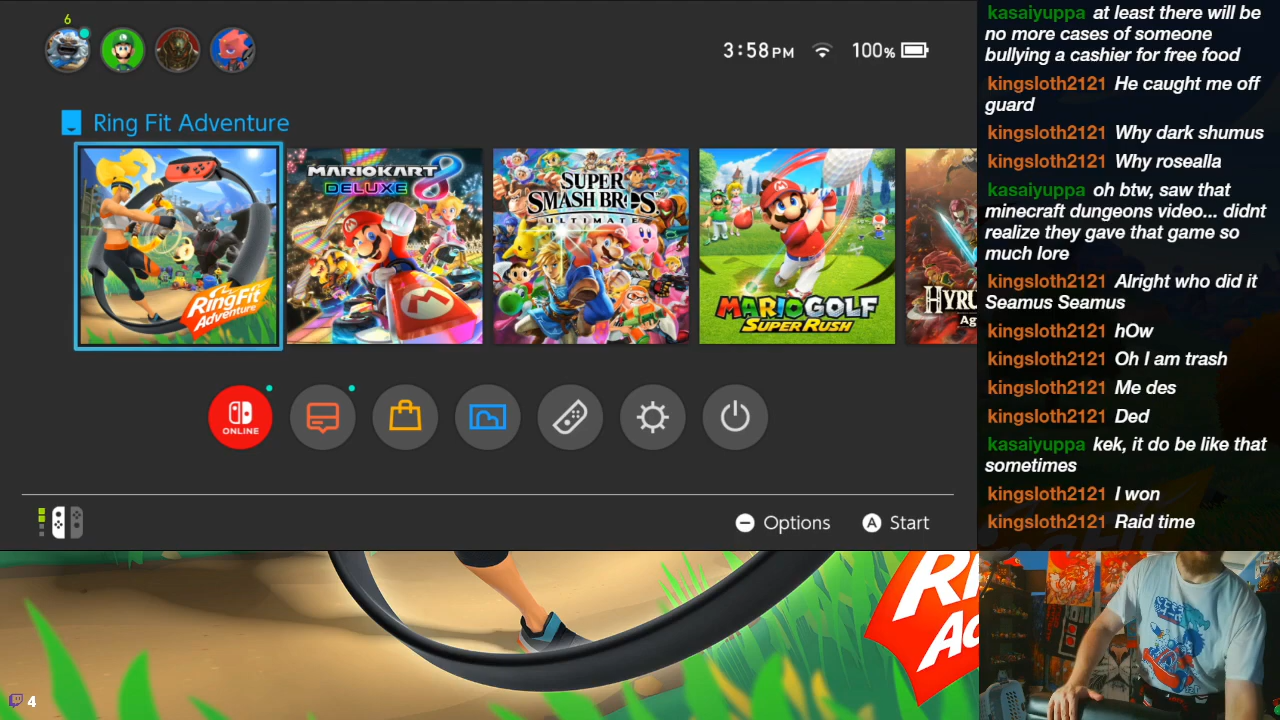 6
3:58 PM
100%
Ring Fit Adventure
RingFit
Adventure
MARIOKART 8
DELUXE
SUPER
SMASH BROS.
ULTIMATE
MARIO GOLF
SUPER RUSH
HYRU
Ag
ONLINE
Options
A Start
4
kasaiyuppa at least there will be
no more cases of someone
bullying a cashier for free food
kingsloth2121 He caught me off
guard
kingsloth2121 Why dark shumus
kingsloth2121 Why rosealla
kasaiyuppa oh btw, saw that
minecraft dungeons video... didnt
realize they gave that game so
much lore
kingsloth2121 Alright who did it
Seamus Seamus
kingsloth2121 hOw
kingsloth2121 Oh I am trash
kingsloth2121 Me des
kingsloth2121 Ded
kasaiyuppa kek, it do be like that
sometimes
kingsloth2121 I won
kingsloth2121 Raid time